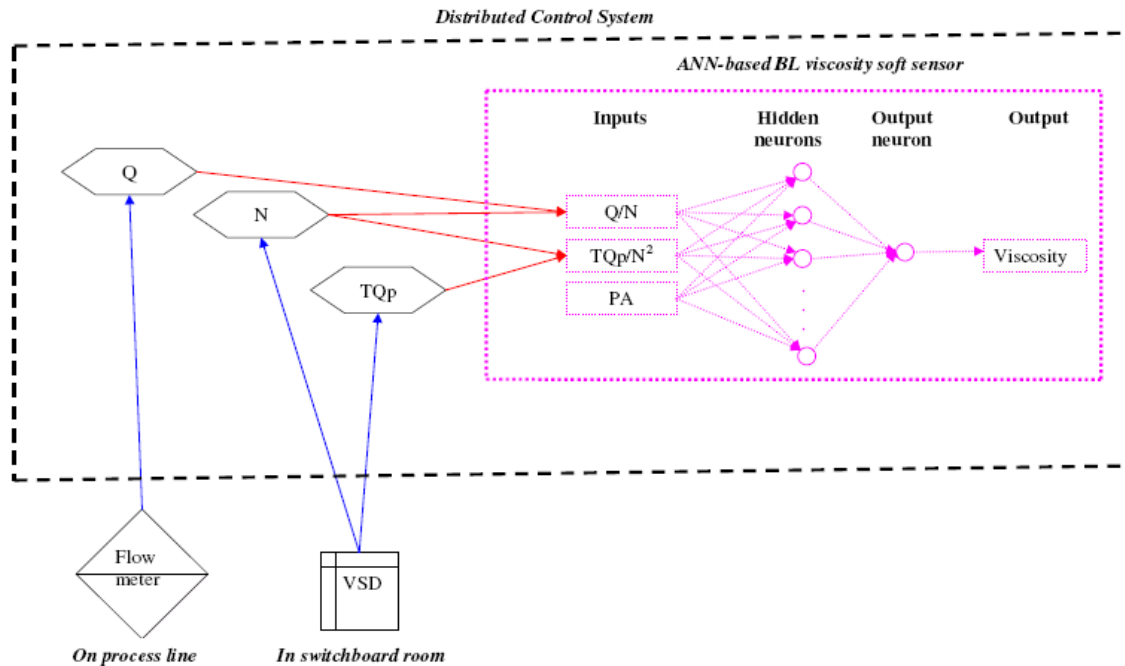 Distributed Control System
ANN-based BL viscosity soft sensor
Inputs
Hidden
neurons
Output
neuron
Output
Q
N
TQp
Q/N
TQp/N²
PA
Viscosity
Flow
meter
VSD
On process line
In switchboard room